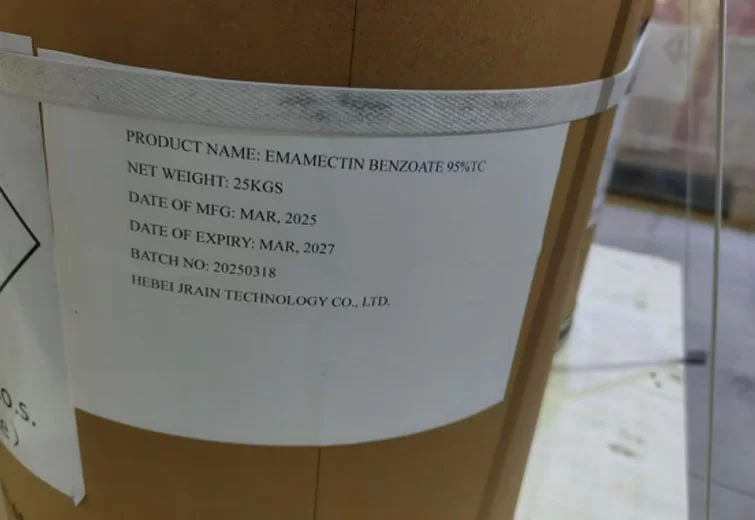 PRODUCT NAME: EMAMECTIN BENZOATE 95%TC
NET WEIGHT: 25KGS
DATE OF MFG: MAR, 2025
DATE OF EXPIRY: MAR, 2027
BATCH NO: 20250318
HEBEI JRAIN TECHNOLOGY CO., LTD.
O.S.
e)